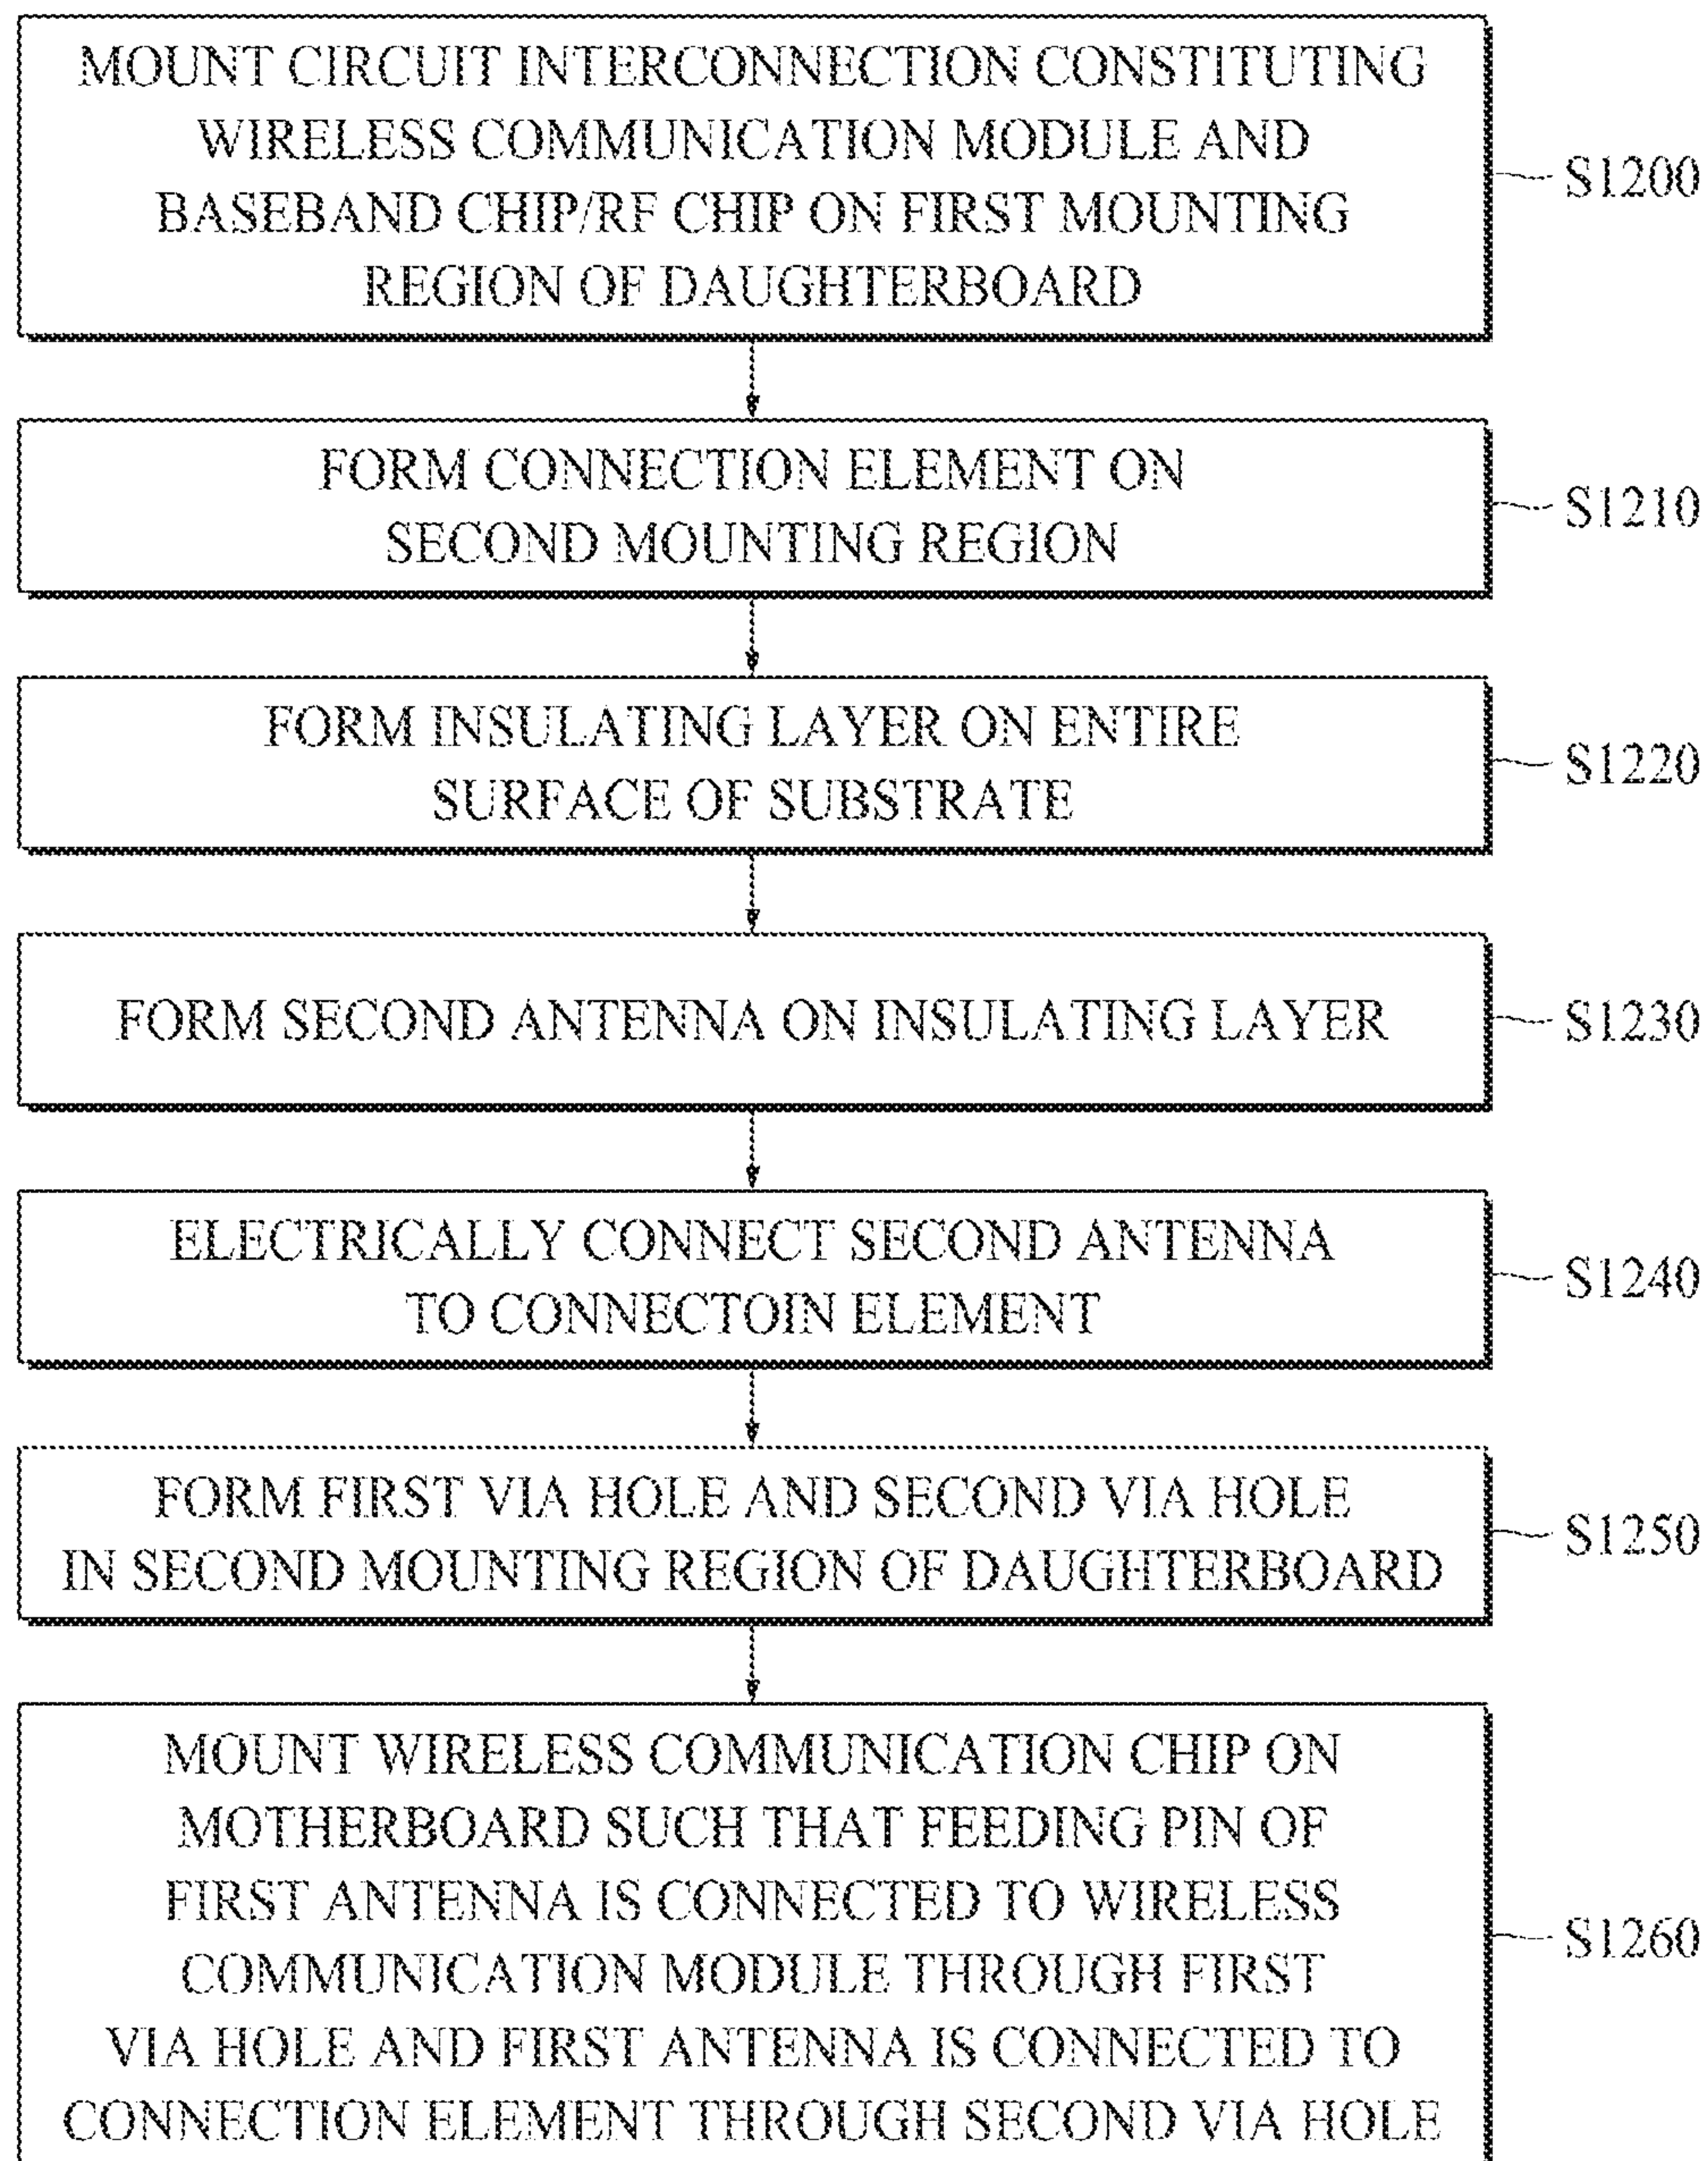 MOUNT CIRCUIT INTERCONNECTION CONSTITUTING
WIRELESS COMMUNICATION MODULE AND
BASEBAND CHIP/RF CHIP ON FIRST MOUNTING
REGION OF DAUGHTERBOARD
S1200
FORM CONNECTION ELEMENT ON
SECOND MOUNTING REGION
S1210
FORM INSULATING LAYER ON ENTIRE
SURFACE OF SUBSTRATE
S1220
FORM SECOND ANTENNA ON INSULATING LAYER
S1230
ELECTRICALLY CONNECT SECOND ANTENNA
TO CONNECTOIN ELEMENT
S1240
FORM FIRST VIA HOLE AND SECOND VIA HOLE
IN SECOND MOUNTING REGION OF DAUGHTERBOARD
S1250
MOUNT WIRELESS COMMUNICATION CHIP ON
MOTHERBOARD SUCH THAT FEEDING PIN OF
FIRST ANTENNA IS CONNECTED TO WIRELESS
COMMUNICATION MODULE THROUGH FIRST
VIA HOLE AND FIRST ANTENNA IS CONNECTED TO
CONNECTION ELEMENT THROUGH SECOND VIA HOLE
S1260